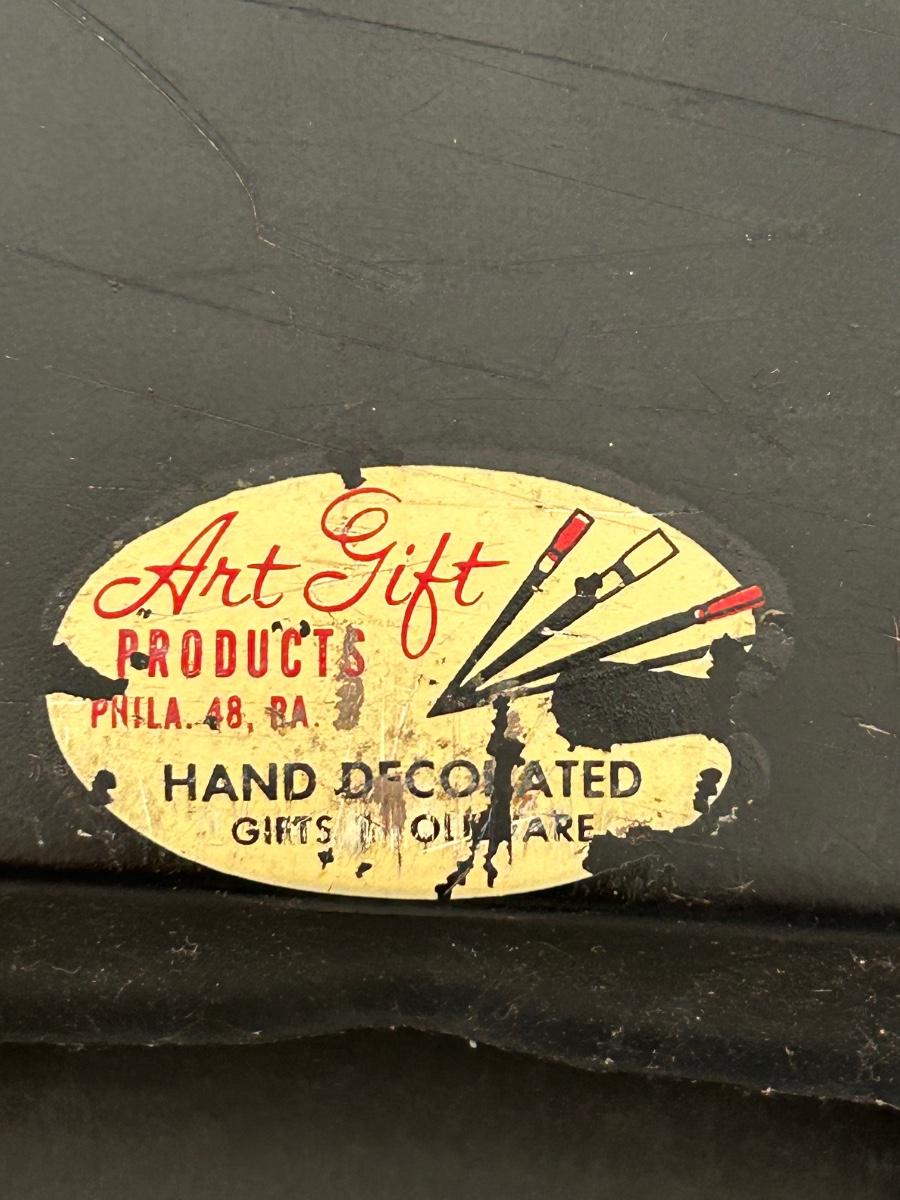 Art Gift
PRODUCTS
PHILA. 48, PA.
HAND DECORATED
GIFTS